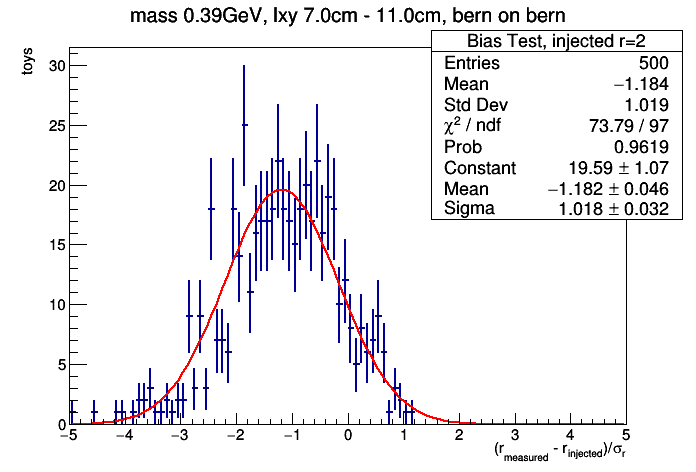 mass 0.39GeV, lxy 7.0cm - 11.0cm, bern on bern
Bias Test, injected r=2
Entries 500
Mean −1.184
Std Dev 1.019
χ² / ndf 73.79 / 97
Prob 0.9619
Constant 19.59 ± 1.07
Mean −1.182 ± 0.046
Sigma 1.018 ± 0.032
toys
30
25
20
15
10
5
0
−5 −4 −3 −2 −1 0 1 2 3 4 5
(r_measured - r_injected)/σ_r